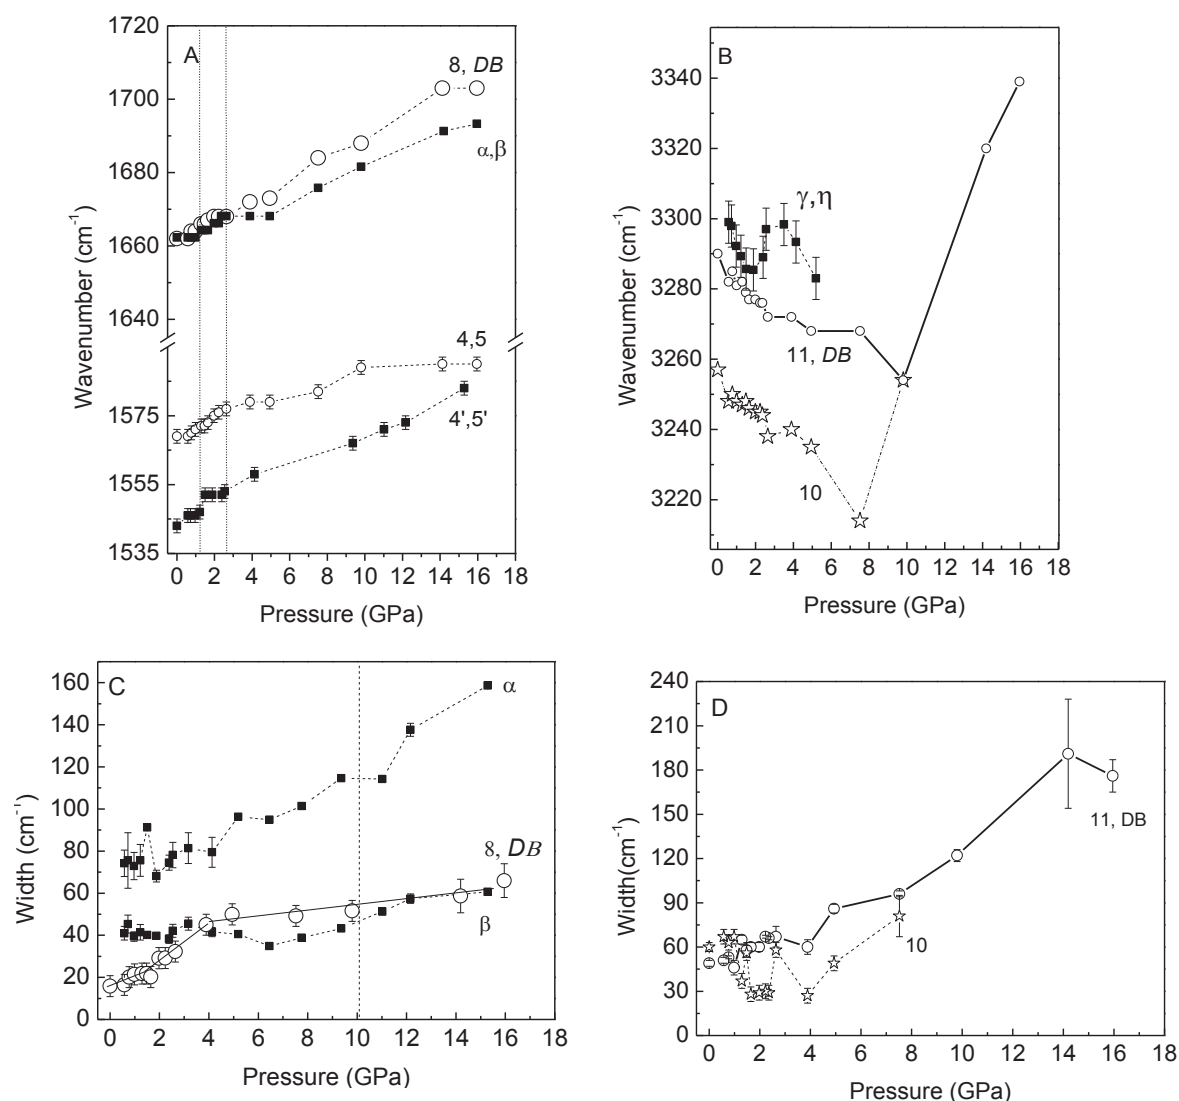 A
1720
1700
1680
1660
1640
1575
1555
1535
Wavenumber (cm-1)
8, DB
α,β
4,5
4',5'
0 2 4 6 8 10 12 14 16 18
Pressure (GPa)
B
3340
3320
3300
3280
3260
3240
3220
Wavenumber (cm-1)
γ,η
11, DB
10
0 2 4 6 8 10 12 14 16 18
Pressure (GPa)
C
160
140
120
100
80
60
40
20
0
Width (cm-1)
α
8, DB
β
0 2 4 6 8 10 12 14 16 18
Pressure (GPa)
D
240
210
180
150
120
90
60
30
0
Width(cm-1)
11, DB
10
0 2 4 6 8 10 12 14 16 18
Pressure (GPa)